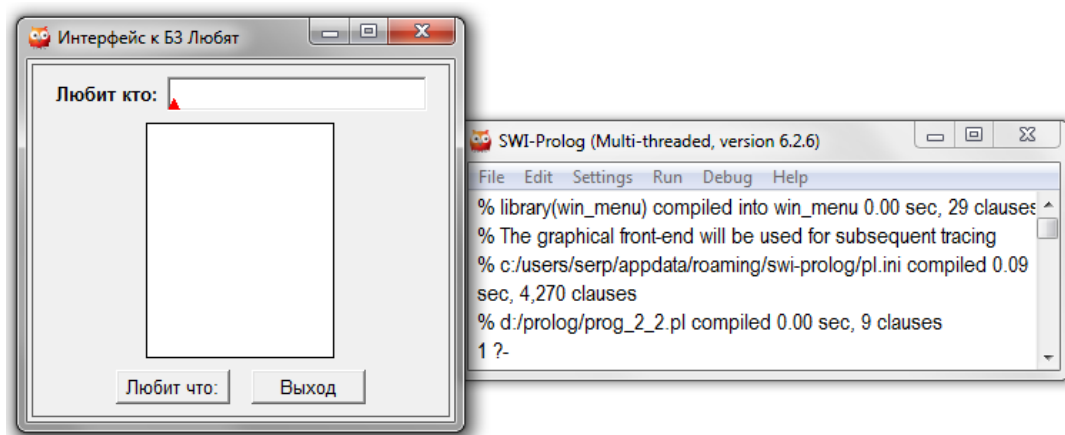 Интерфейс к БЗ Любят
Любит кто:
Любит что:
Выход
SWI-Prolog (Multi-threaded, version 6.2.6)
File Edit Settings Run Debug Help
% library(win_menu) compiled into win_menu 0.00 sec, 29 clauses
% The graphical front-end will be used for subsequent tracing
% c:/users/serp/appdata/roaming/swi-prolog/pl.ini compiled 0.09
sec, 4,270 clauses
% d:/prolog/prog_2_2.pl compiled 0.00 sec, 9 clauses
1 ?-